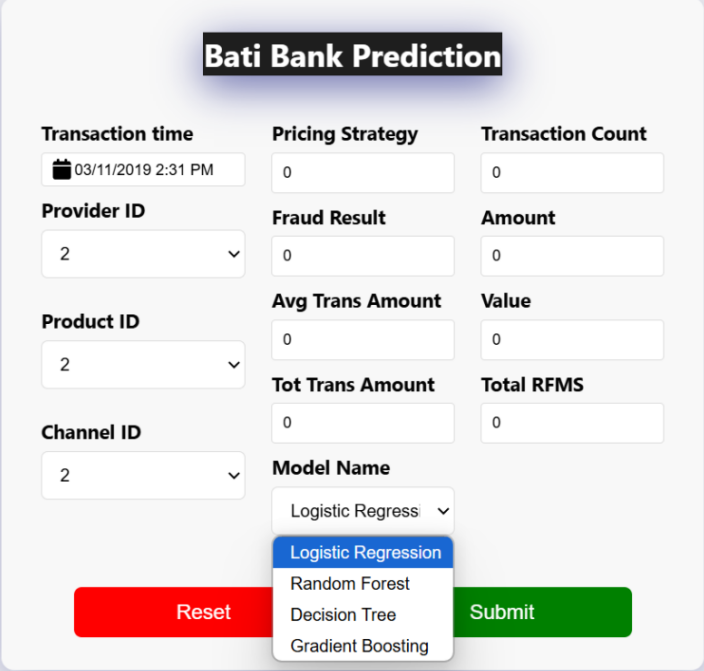 Bati Bank Prediction
Transaction time
03/11/2019 2:31 PM
Provider ID
2
Product ID
2
Channel ID
2
Pricing Strategy
0
Fraud Result
0
Avg Trans Amount
0
Tot Trans Amount
0
Model Name
Logistic Regress
Logistic Regression
Random Forest
Decision Tree
Gradient Boosting
Transaction Count
0
Amount
0
Value
0
Total RFMS
0
Reset
Submit